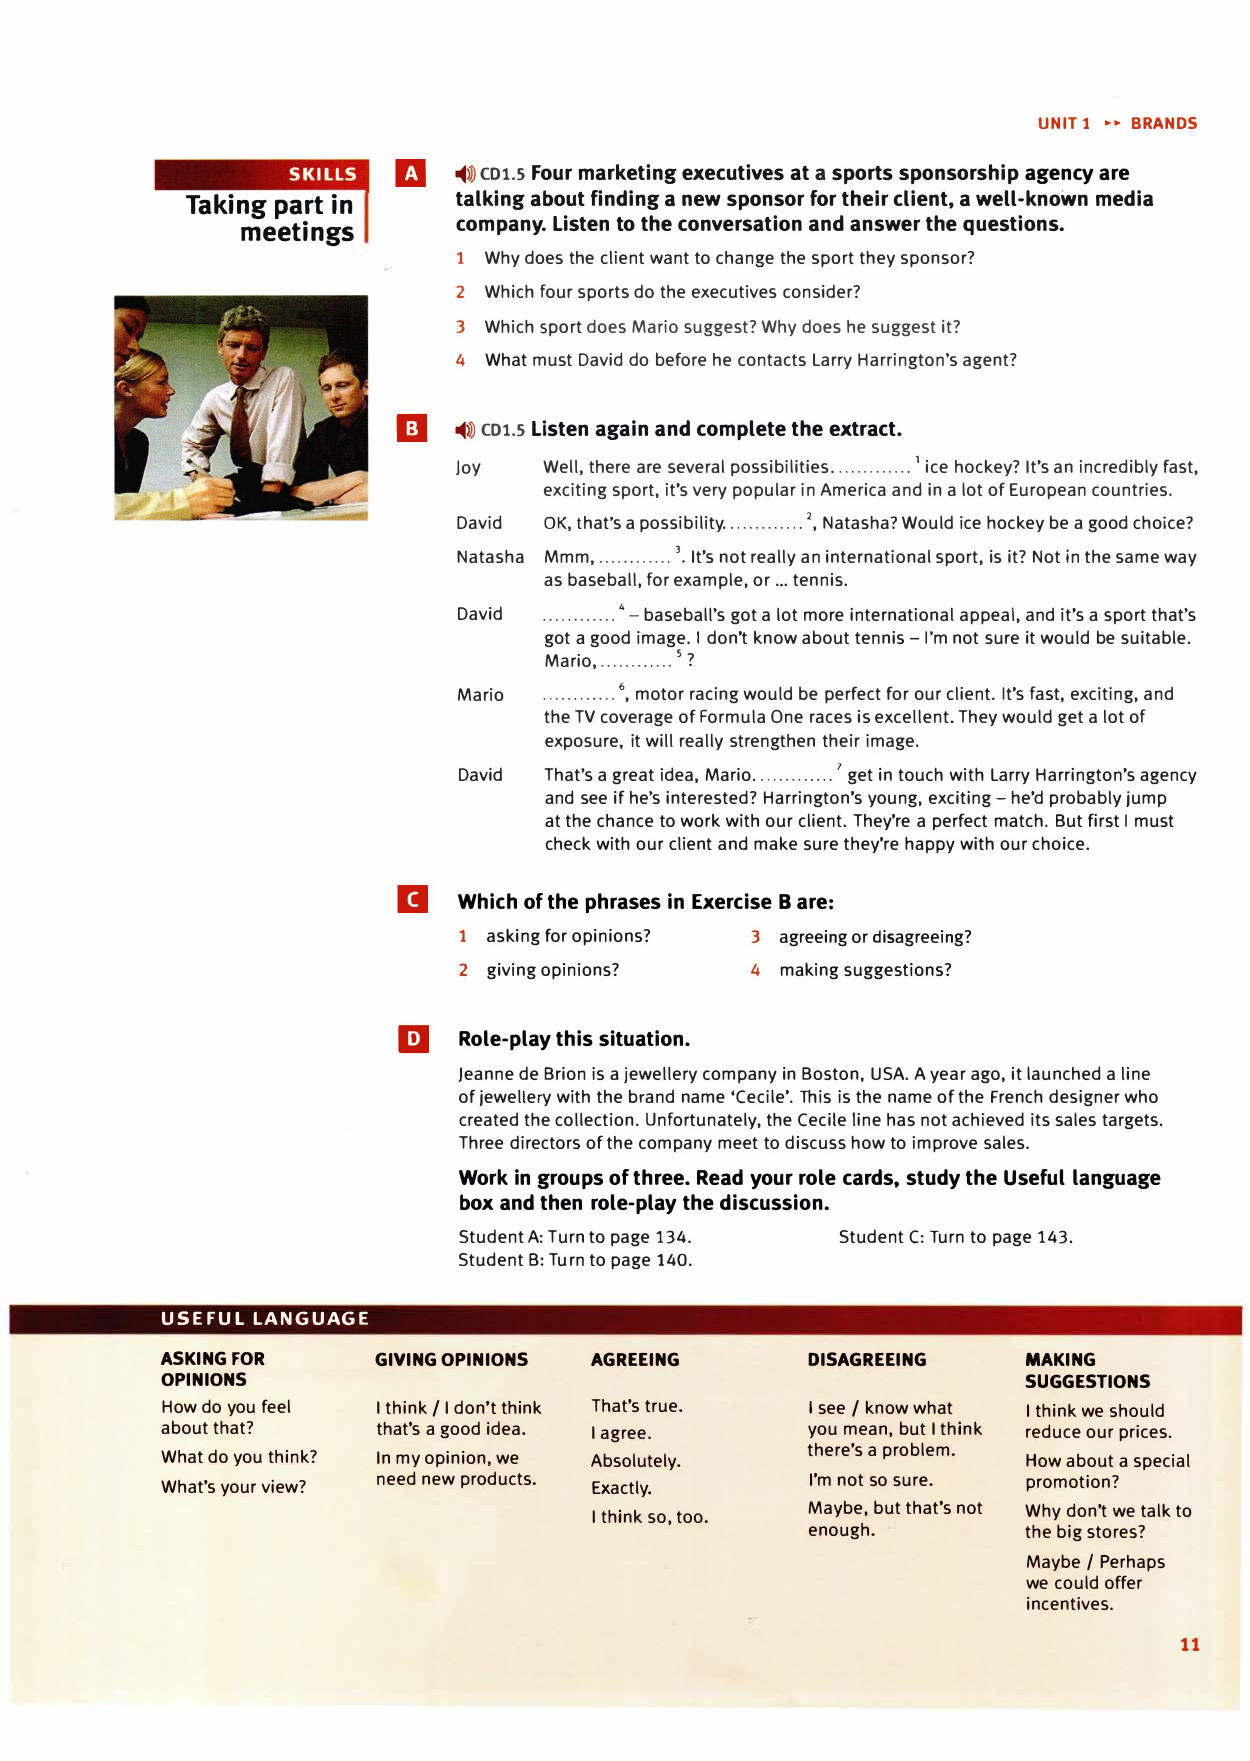 UNIT 1 ►► BRANDS
SKILLS
Taking part in
meetings
A
CD1.5 Four marketing executives at a sports sponsorship agency are
talking about finding a new sponsor for their client, a well-known media
company. Listen to the conversation and answer the questions.
1 Why does the client want to change the sport they sponsor?
2 Which four sports do the executives consider?
3 Which sport does Mario suggest? Why does he suggest it?
4 What must David do before he contacts Larry Harrington's agent?
B
CD1.5 Listen again and complete the extract.
Joy Well, there are several possibilities. ............ 1 ice hockey? It's an incredibly fast,
exciting sport, it's very popular in America and in a lot of European countries.
David OK, that's a possibility. ............ 2, Natasha? Would ice hockey be a good choice?
Natasha Mmm, ............ 3. It's not really an international sport, is it? Not in the same way
as baseball, for example, or ... tennis.
David ............ 4 – baseball's got a lot more international appeal, and it's a sport that's
got a good image. I don't know about tennis – I'm not sure it would be suitable.
Mario, ............ 5 ?
Mario ............ 6, motor racing would be perfect for our client. It's fast, exciting, and
the TV coverage of Formula One races is excellent. They would get a lot of
exposure, it will really strengthen their image.
David That's a great idea, Mario. ............ 7 get in touch with Larry Harrington's agency
and see if he's interested? Harrington's young, exciting – he'd probably jump
at the chance to work with our client. They're a perfect match. But first I must
check with our client and make sure they're happy with our choice.
C Which of the phrases in Exercise B are:
1 asking for opinions? 3 agreeing or disagreeing?
2 giving opinions? 4 making suggestions?
D Role-play this situation.
Jeanne de Brion is a jewellery company in Boston, USA. A year ago, it launched a line
of jewellery with the brand name 'Cecile'. This is the name of the French designer who
created the collection. Unfortunately, the Cecile line has not achieved its sales targets.
Three directors of the company meet to discuss how to improve sales.
Work in groups of three. Read your role cards, study the Useful language
box and then role-play the discussion.
Student A: Turn to page 134. Student C: Turn to page 143.
Student B: Turn to page 140.
USEFUL LANGUAGE
ASKING FOR
OPINIONS
How do you feel
about that?
What do you think?
What's your view?
GIVING OPINIONS
I think / I don't think
that's a good idea.
In my opinion, we
need new products.
AGREEING
That's true.
I agree.
Absolutely.
Exactly.
I think so, too.
DISAGREEING
I see / know what
you mean, but I think
there's a problem.
I'm not so sure.
Maybe, but that's not
enough.
MAKING
SUGGESTIONS
I think we should
reduce our prices.
How about a special
promotion?
Why don't we talk to
the big stores?
Maybe / Perhaps
we could offer
incentives.
11